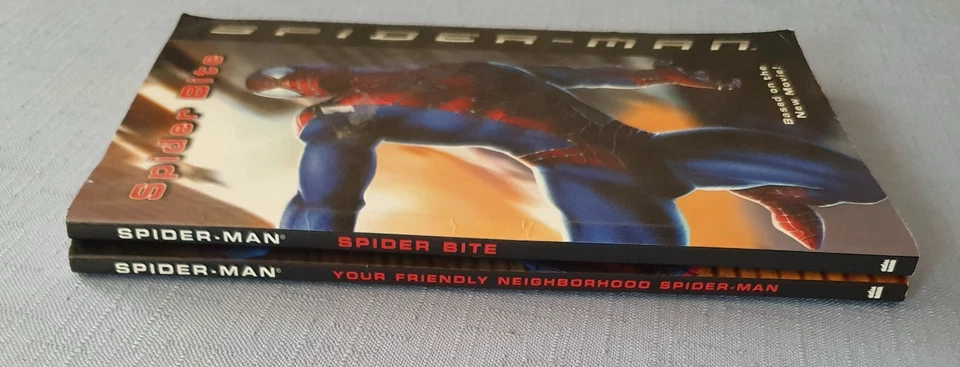 SPIDER-MAN
Spider Bite
Based on the
New Movie!
SPIDER-MAN® SPIDER BITE
SPIDER-MAN® YOUR FRIENDLY NEIGHBORHOOD SPIDER-MAN